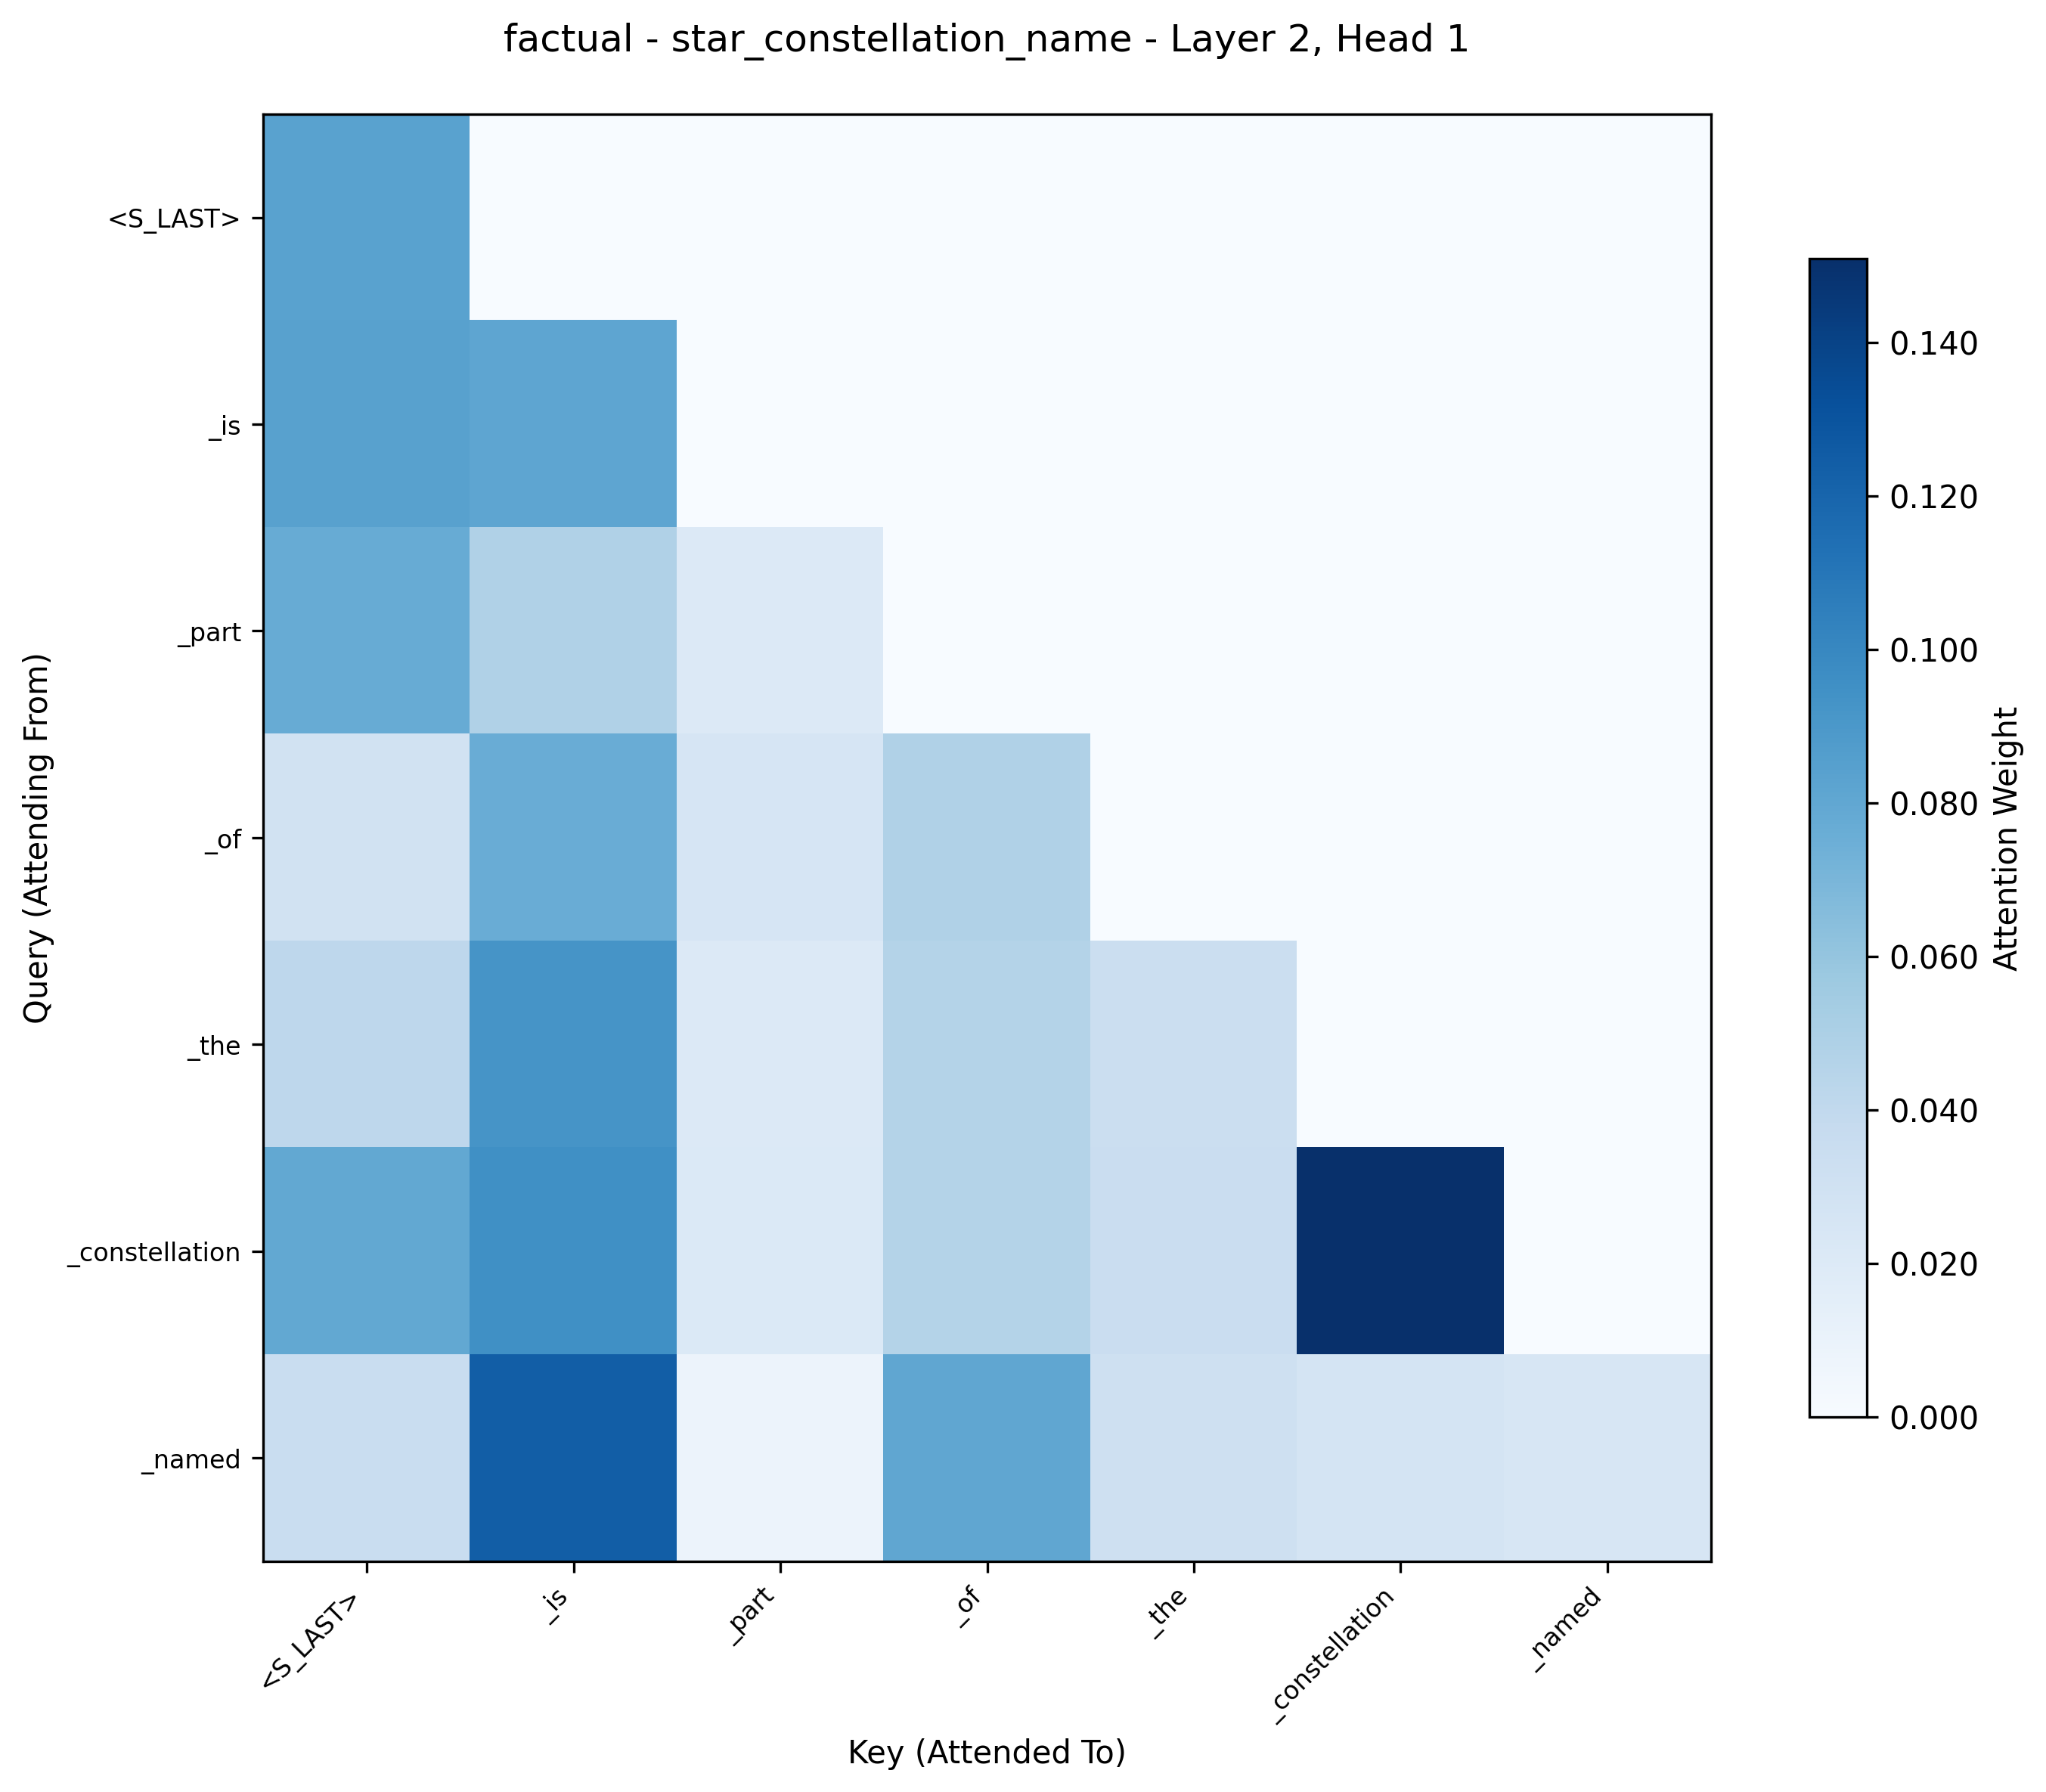 factual - star_constellation_name - Layer 2, Head 1
Query (Attending From)
<S_LAST>
_is
_part
_of
_the
_constellation
_named
<S_LAST>
_is
_part
_of
_the
_constellation
_named
Key (Attended To)
0.140
0.120
0.100
0.080
0.060
0.040
0.020
0.000
Attention Weight